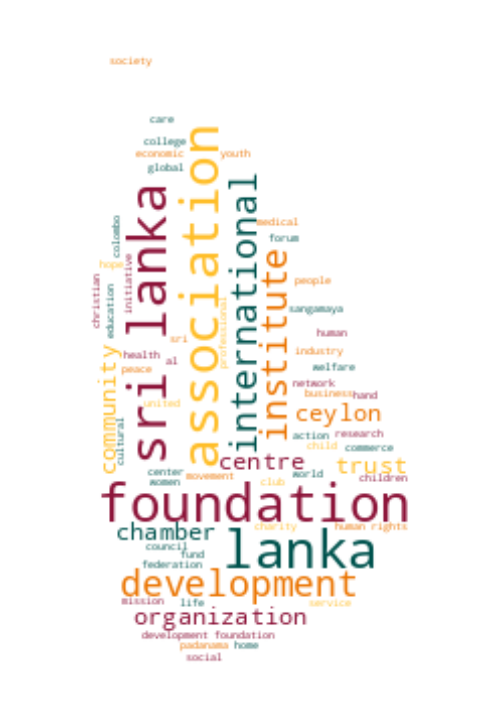 society
care
college
economic
youth
global
association
sri lanka
international
medical
colombo
forum
institute
hope
initiative
christian
people
education
professional
sangamaya
human
sri
community
health
al
industry
peace
welfare
network
business
hand
united
ceylon
cultural
action
research
child
commerce
centre
trust
center
world
movement
children
women
club
foundation
chamber
charity
human rights
lanka
council
fund
federation
development
mission
life
service
organization
development foundation
padanama
home
social